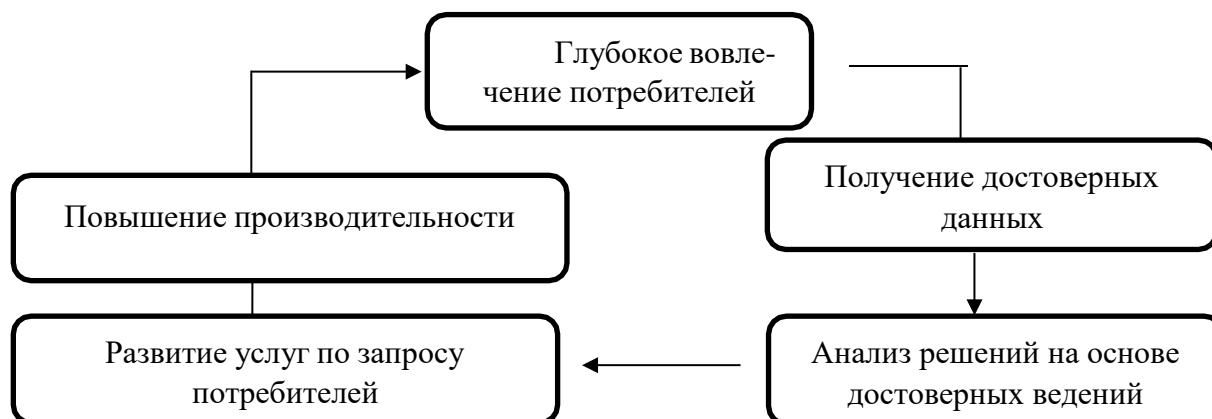 Глубокое вовле-
чение потребителей
Получение достоверных
данных
Повышение производительности
Развитие услуг по запросу
потребителей
Анализ решений на основе
достоверных ведений